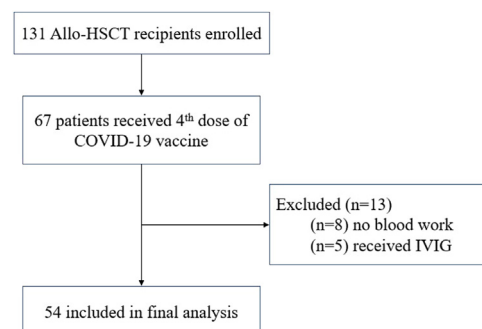 131 Allo-HSCT recipients enrolled
67 patients received 4th dose of
COVID-19 vaccine
Excluded (n=13)
(n=8) no blood work
(n=5) received IVIG
54 included in final analysis